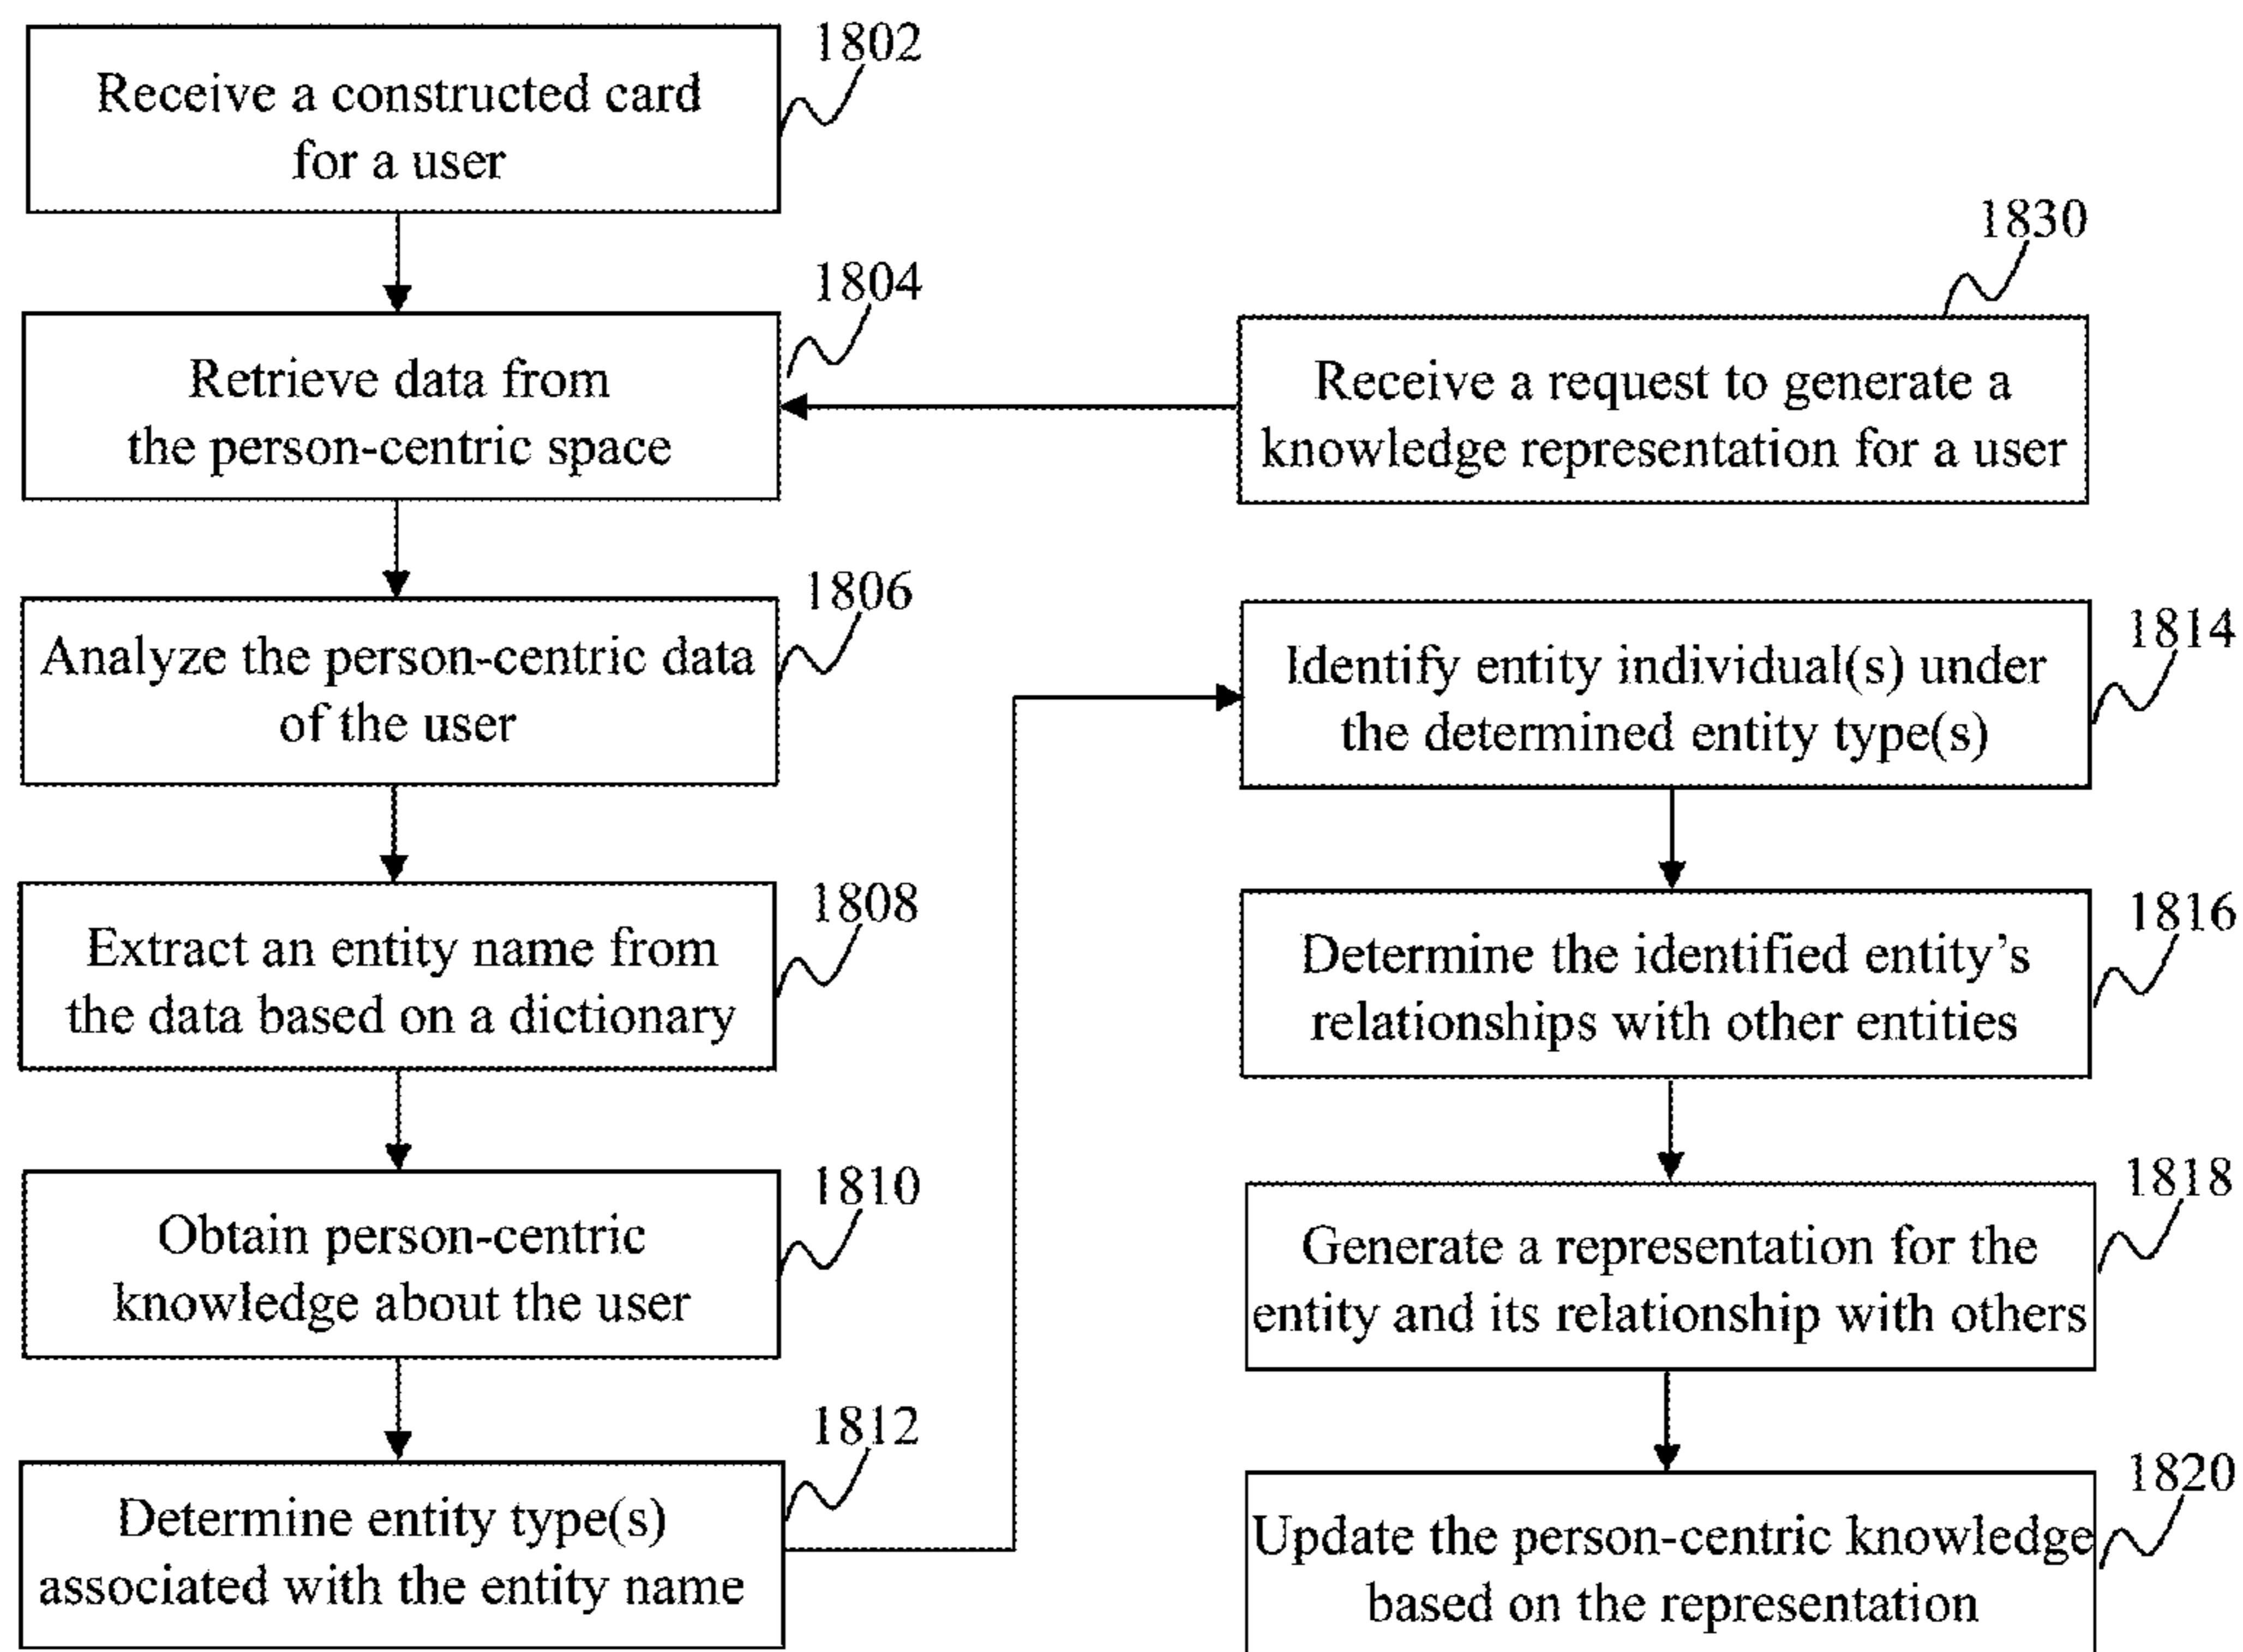 1802
Receive a constructed card
for a user
1804
Retrieve data from
the person-centric space
1830
Receive a request to generate a
knowledge representation for a user
1806
Analyze the person-centric data
of the user
1808
Extract an entity name from
the data based on a dictionary
1810
Obtain person-centric
knowledge about the user
1812
Determine entity type(s)
associated with the entity name
1814
Identify entity individual(s) under
the determined entity type(s)
1816
Determine the identified entity's
relationships with other entities
1818
Generate a representation for the
entity and its relationship with others
1820
Update the person-centric knowledge
based on the representation